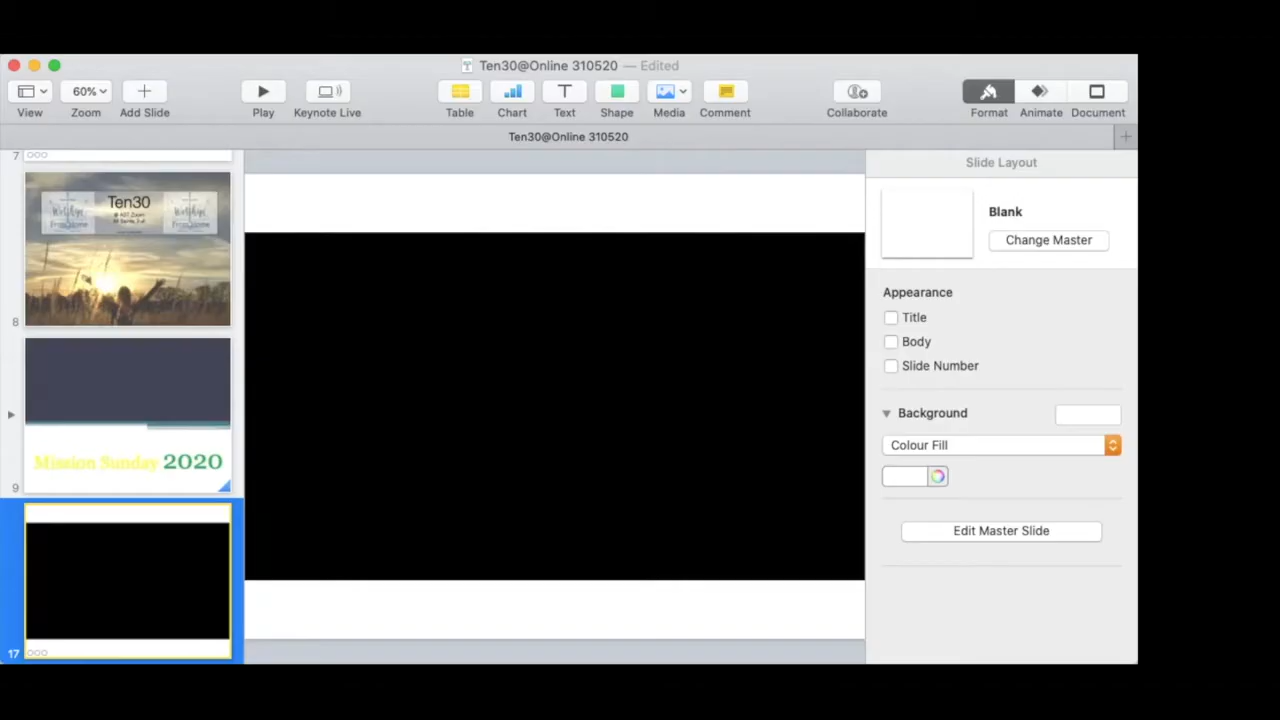 Ten30@Online 310520 — Edited
60%
View
Zoom
Add Slide
Play
Keynote Live
Table
Chart
Text
Shape
Media
Comment
Collaborate
Format
Animate
Document
Ten30@Online 310520
7
Ten30
8
Mission Sunday 2020
9
17
Slide Layout
Blank
Change Master
Appearance
Title
Body
Slide Number
Background
Colour Fill
Edit Master Slide